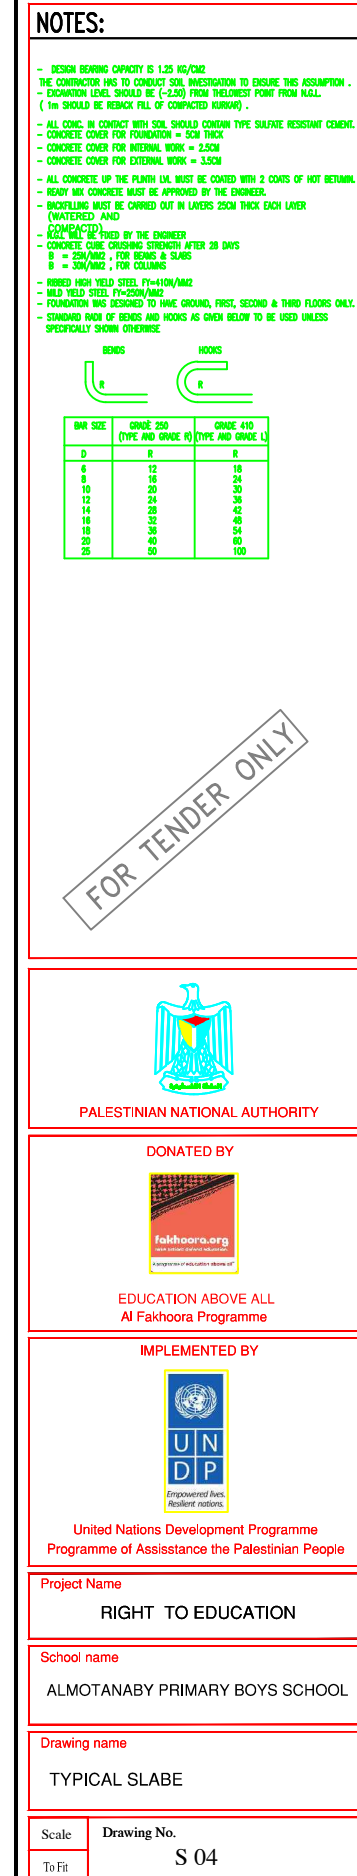 NOTES:
- DESIGN BEARING CAPACITY IS 1.25 KG/CM2
THE CONTRACTOR HAS TO CONDUCT SOIL INVESTIGATION TO ENSURE THIS ASSUMPTION .
- EXCAVATION LEVEL SHOULD BE (-2.50) FROM THELOWEST POINT FROM N.G.L.
( 1m SHOULD BE REBACK FILL OF COMPACTED KURKAR) .
- ALL CONC. IN CONTACT WITH SOIL SHOULD CONTAIN TYPE SULFATE RESISTANT CEMENT.
- CONCRETE COVER FOR FOUNDATION = 5CM THICK
- CONCRETE COVER FOR INTERNAL WORK = 2.5CM
- CONCRETE COVER FOR EXTERNAL WORK = 3.5CM
- ALL CONCRETE UP THE PLINTH LVL MUST BE COATED WITH 2 COATS OF HOT BETUMIN.
- READY MIX CONCRETE MUST BE APPROVED BY THE ENGINEER.
- BACKFILLING MUST BE CARRIED OUT IN LAYERS 25CM THICK EACH LAYER
(WATERED AND
COMPACTD)
- N.G.L WILL BE FIXED BY THE ENGINEER
- CONCRETE CUBE CRUSHING STRENGTH AFTER 28 DAYS
B = 25N/MM2 , FOR BEAMS & SLABS
B = 30N/MM2 , FOR COLUMNS
- RIBBED HIGH YIELD STEEL FY=410N/MM2
- MILD YIELD STEEL FY=250N/MM2
- FOUNDATION WAS DESIGNED TO HAVE GROUND, FIRST, SECOND & THIRD FLOORS ONLY.
- STANDARD RADII OF BENDS AND HOOKS AS GIVEN BELOW TO BE USED UNLESS
SPECIFICALLY SHOWN OTHERWISE
BENDS HOOKS
R R
BAR SIZE GRADE 250 GRADE 410
(TYPE AND GRADE R) (TYPE AND GRADE L)
D R R
6 12 18
8 16 24
10 20 30
12 24 36
14 28 42
16 32 48
18 36 54
20 40 60
25 50 100
FOR TENDER ONLY
PALESTINIAN NATIONAL AUTHORITY
DONATED BY
fakhoora.org
A programme of education above all
EDUCATION ABOVE ALL
Al Fakhoora Programme
IMPLEMENTED BY
U N
D P
Empowered lives.
Resilient nations.
United Nations Development Programme
Programme of Assisstance the Palestinian People
Project Name
RIGHT TO EDUCATION
School name
ALMOTANABY PRIMARY BOYS SCHOOL
Drawing name
TYPICAL SLABE
Scale Drawing No.
To Fit S 04